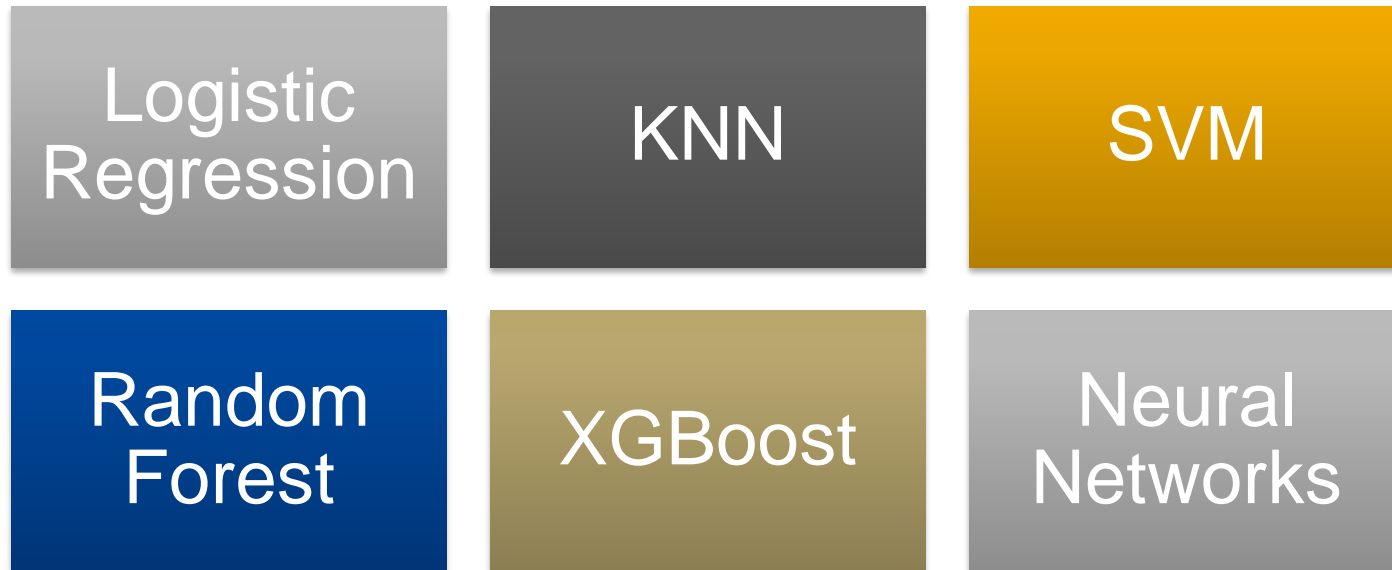 Logistic
Regression
KNN
SVM
Random
Forest
XGBoost
Neural
Networks